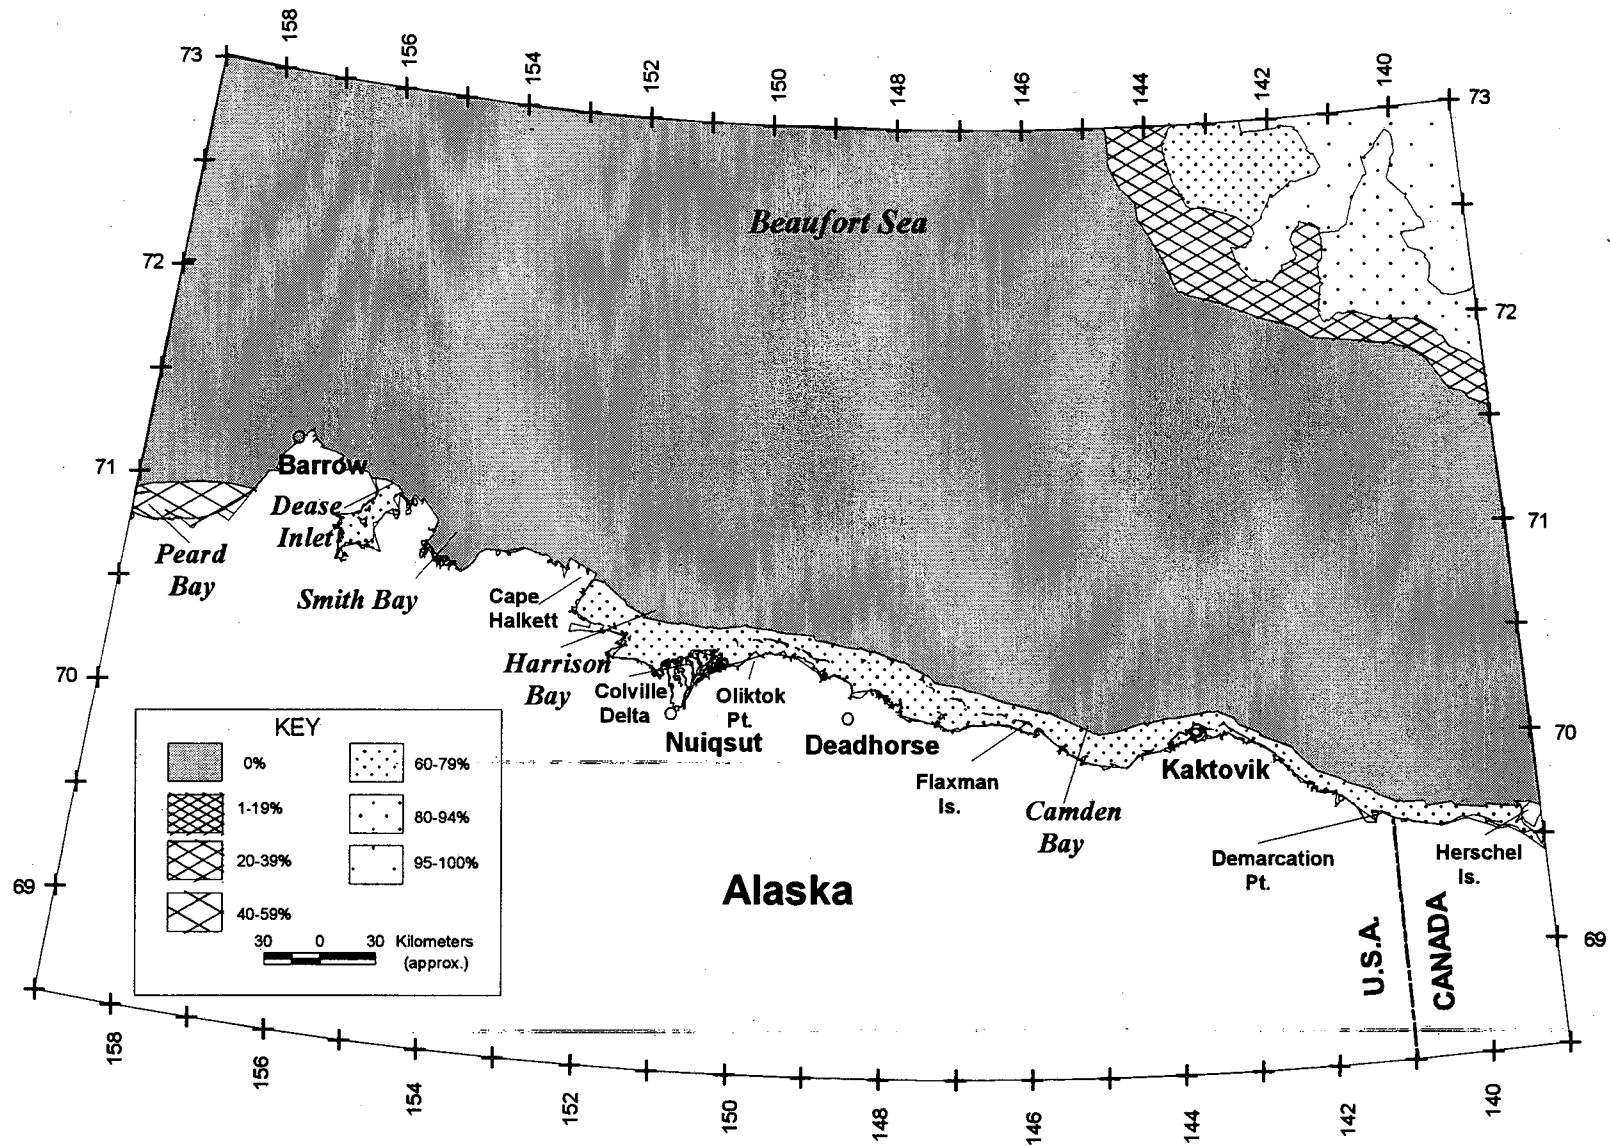 158
156
154
152
150
148
146
144
142
140
73
73
Beaufort Sea
72
72
71
Barrow
Dease
Inlet
71
Peard
Bay
Smith Bay
Cape
Halkett
Harrison
Bay
70
Colville
Delta
Oliktok
Pt.
Nuiqsut
Deadhorse
Kaktovik
70
Flaxman
Is.
Camden
Bay
Demarcation
Pt.
Herschel
Is.
KEY
0%
60-79%
1-19%
80-94%
20-39%
95-100%
40-59%
30 0 30 Kilometers
(approx.)
69
Alaska
U.S.A.
CANADA
69
158
156
154
152
150
148
146
144
142
140